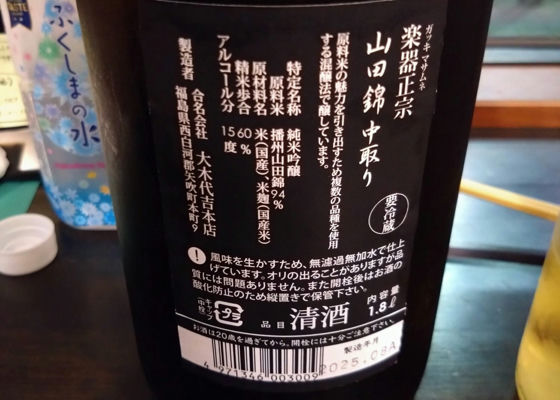 ガッキ マサムネ
楽器正宗
山田錦 中取り
要冷蔵
原料米の魅力を引き出すため複数の品種を使用
する混醸法で醸しています。
特定名称 純米吟醸
原料米 播州山田錦94%
原材料名 米(国産)、米麹(国産米)
精米歩合 60%
アルコール分 15度
製造者 合名会社 大木代吉本店
福島県西白河郡矢吹町本町9
! 風味を生かすため、無濾過無加水で仕上
げています。オリの出ることがありますが品
質には問題ありません。また開栓後はお酒の
酸化防止のため縦置きで保管下さい。
キャップ
(中栓)
プラ
品目 清酒
内容量
1.8ℓ
お酒は20歳を過ぎてから、開栓には十分ご注意下さい。
製造年月
2025.08A
4 971346 003009
ふくしまの水
TASTE